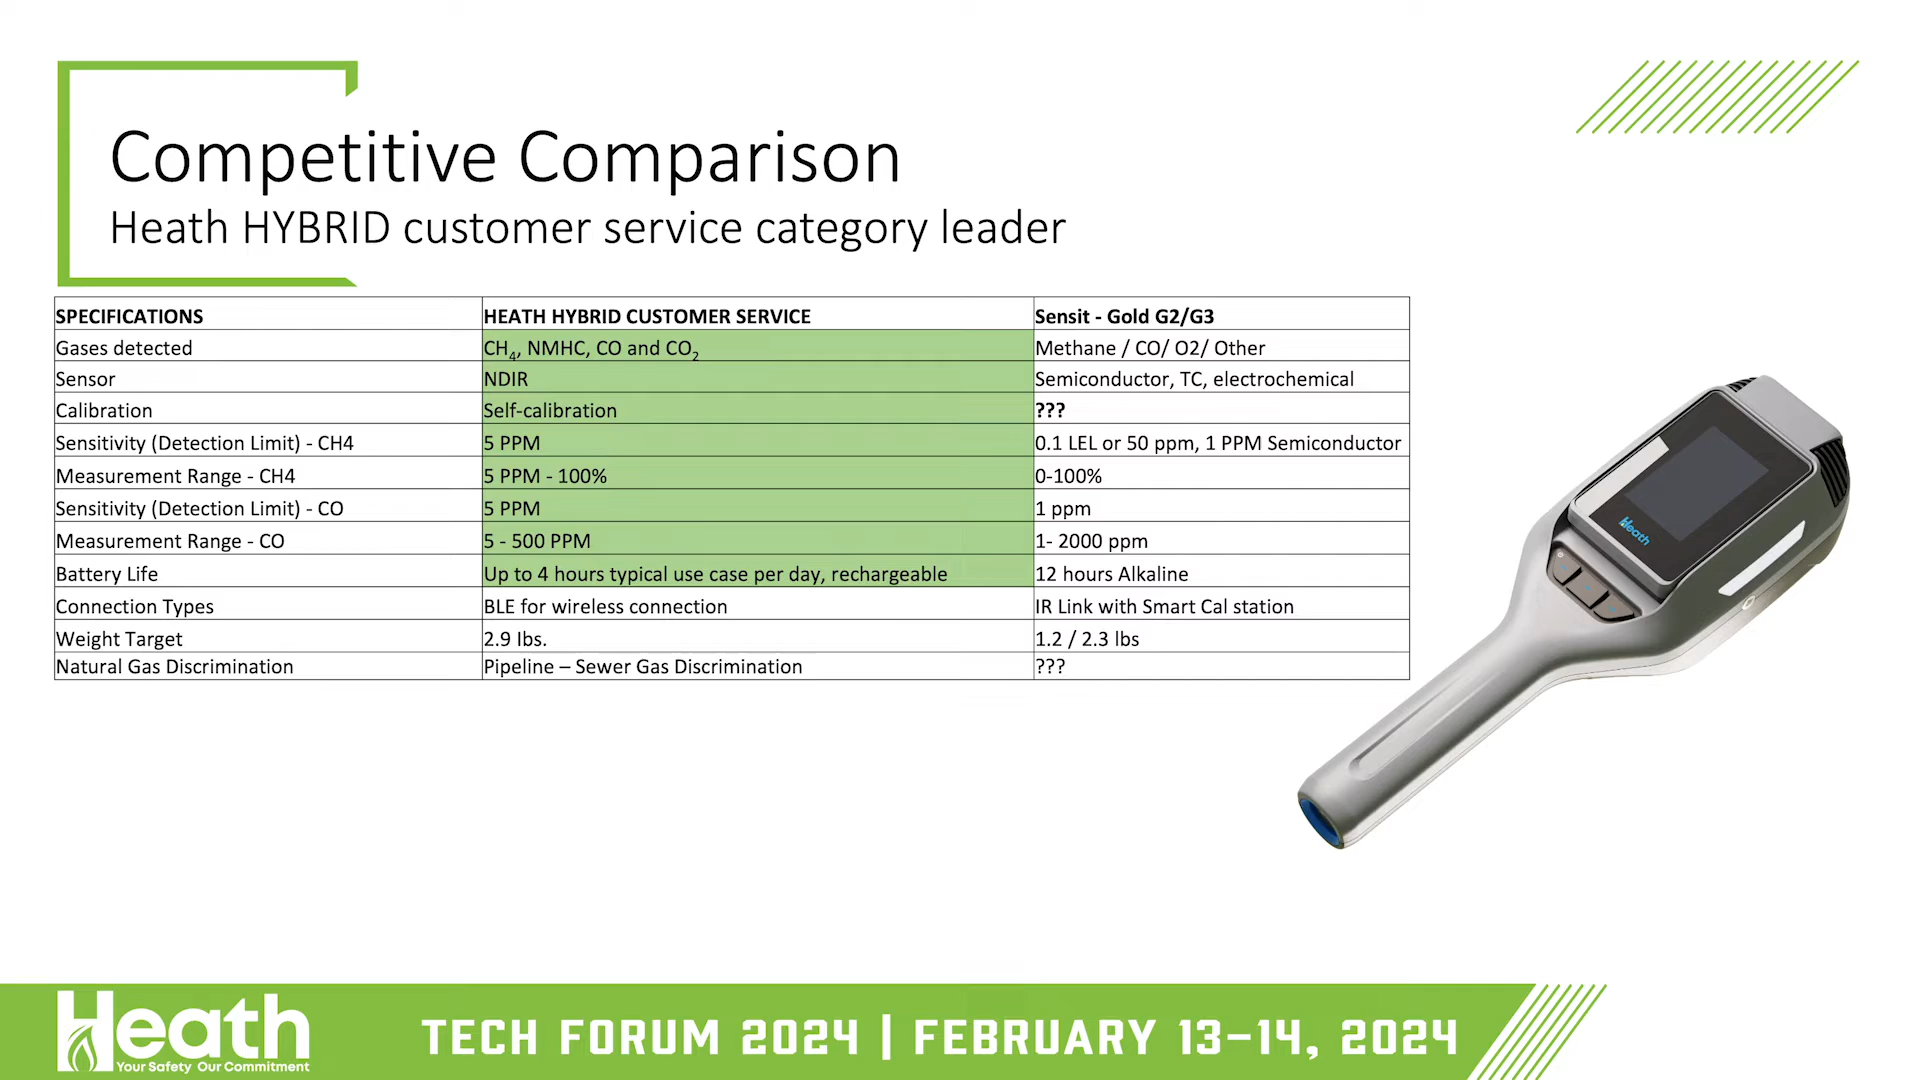 Competitive Comparison
Heath HYBRID customer service category leader
SPECIFICATIONS HEATH HYBRID CUSTOMER SERVICE Sensit - Gold G2/G3
Gases detected CH4, NMHC, CO and CO2 Methane / CO/ O2/ Other
Sensor NDIR Semiconductor, TC, electrochemical
Calibration Self-calibration ???
Sensitivity (Detection Limit) - CH4 5 PPM 0.1 LEL or 50 ppm, 1 PPM Semiconductor
Measurement Range - CH4 5 PPM - 100% 0-100%
Sensitivity (Detection Limit) - CO 5 PPM 1 ppm
Measurement Range - CO 5 - 500 PPM 1- 2000 ppm
Battery Life Up to 4 hours typical use case per day, rechargeable 12 hours Alkaline
Connection Types BLE for wireless connection IR Link with Smart Cal station
Weight Target 2.9 lbs. 1.2 / 2.3 lbs
Natural Gas Discrimination Pipeline – Sewer Gas Discrimination ???
Heath
Heath
Your Safety Our Commitment
TECH FORUM 2024 | FEBRUARY 13–14, 2024